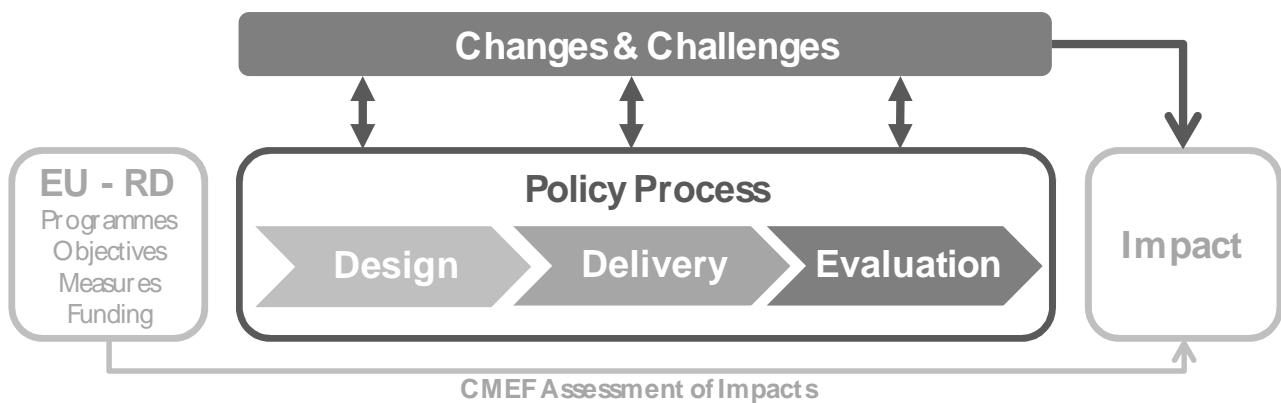 Changes & Challenges
EU - RD
Programmes
Objectives
Measures
Funding
Policy Process
Design
Delivery
Evaluation
Impact
CMEF Assessment of Impacts